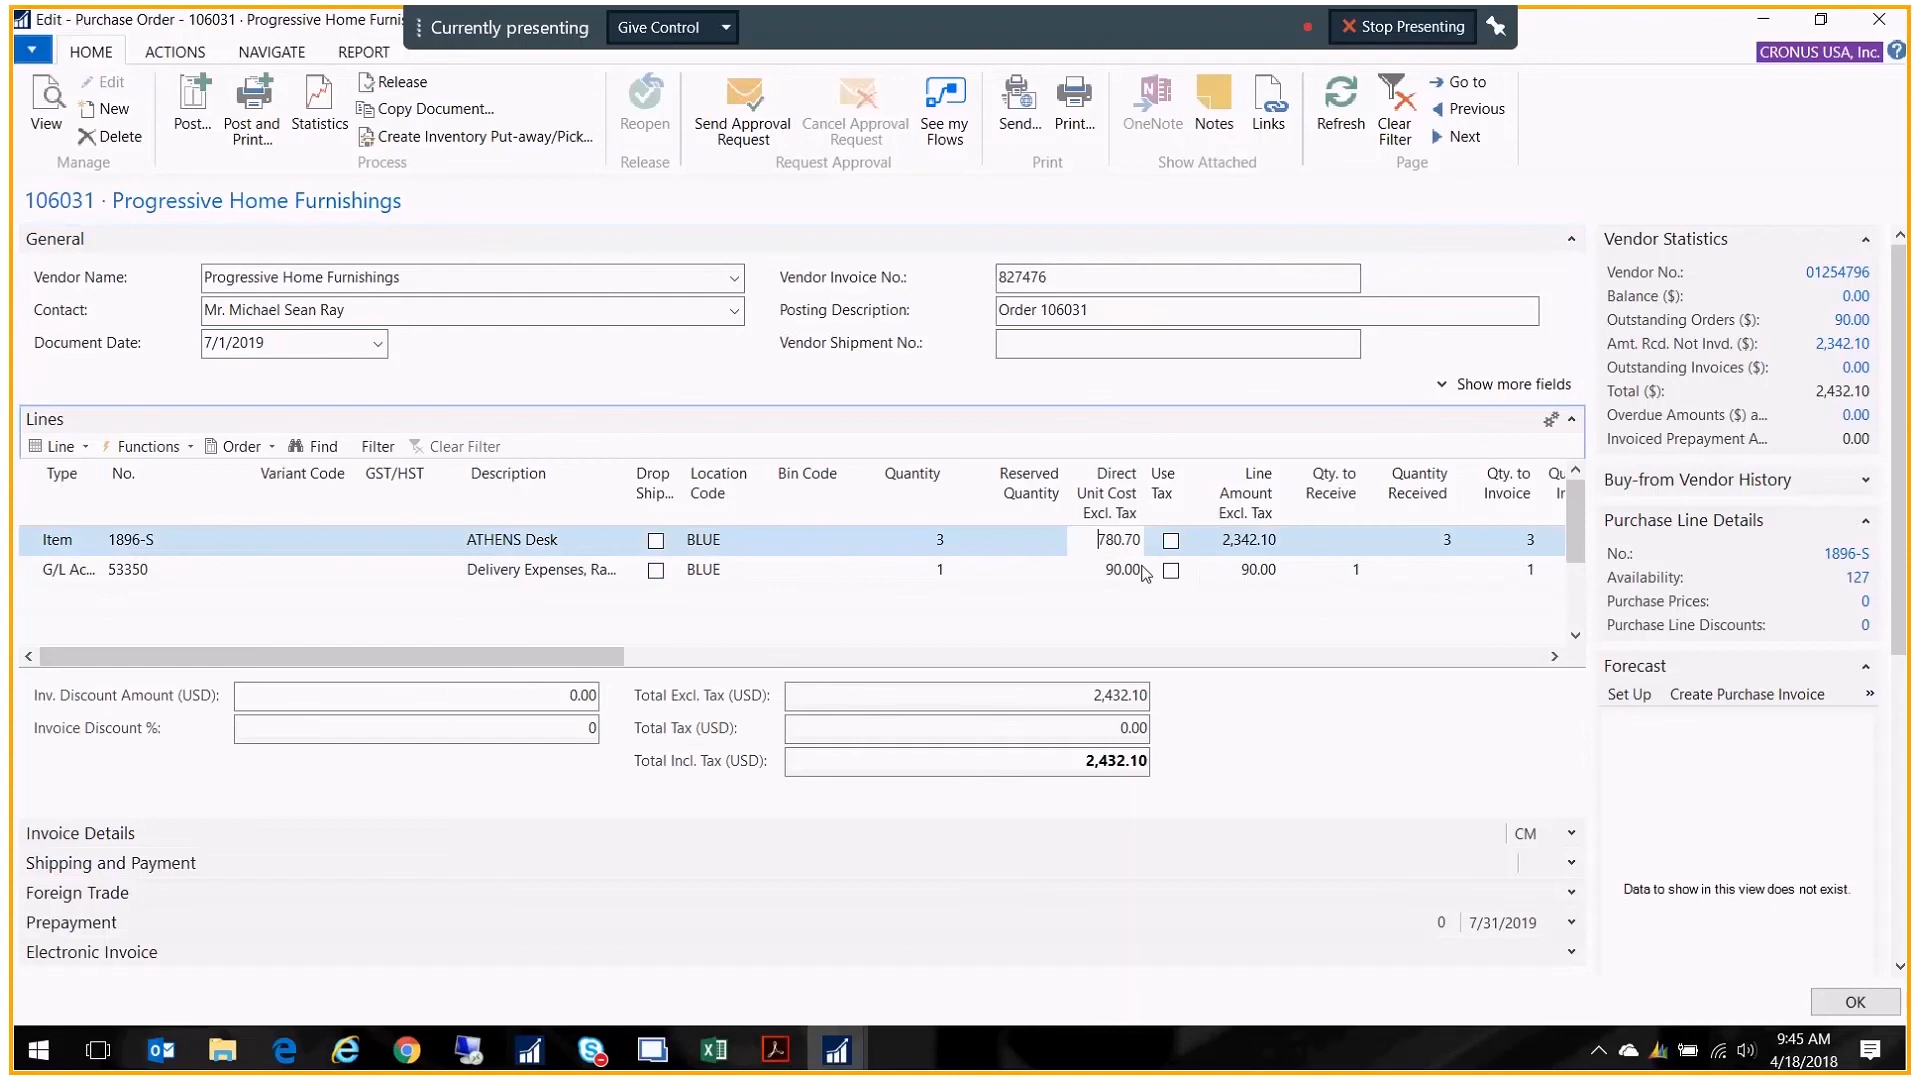 Edit - Purchase Order - 106031 · Progressive Home Furnis
Currently presenting
Give Control
Stop Presenting
HOME
ACTIONS
NAVIGATE
REPORT
CRONUS USA, Inc.
View
Edit
New
Delete
Manage
Post...
Post and Print...
Statistics
Release
Copy Document...
Create Inventory Put-away/Pick...
Process
Reopen
Release
Send Approval Request
Cancel Approval Request
See my Flows
Request Approval
Send...
Print...
Print
OneNote
Notes
Links
Show Attached
Refresh
Clear Filter
Go to
Previous
Next
Page
106031 · Progressive Home Furnishings
General
Vendor Name: Progressive Home Furnishings
Vendor Invoice No.: 827476
Contact: Mr. Michael Sean Ray
Posting Description: Order 106031
Document Date: 7/1/2019
Vendor Shipment No.:
Show more fields
Lines
Line Functions Order Find Filter Clear Filter
Type No. Variant Code GST/HST Description Drop Ship... Location Code Bin Code Quantity Reserved Quantity Direct Unit Cost Excl. Tax Use Tax Line Amount Excl. Tax Qty. to Receive Quantity Received Qty. to Invoice Qu Ir
Item 1896-S ATHENS Desk BLUE 3 780.70 2,342.10 3 3
G/L Ac... 53350 Delivery Expenses, Ra... BLUE 1 90.00 90.00 1 1
Inv. Discount Amount (USD): 0.00
Total Excl. Tax (USD): 2,432.10
Invoice Discount %: 0
Total Tax (USD): 0.00
Total Incl. Tax (USD): 2,432.10
Invoice Details CM
Shipping and Payment
Foreign Trade
Prepayment 0 7/31/2019
Electronic Invoice
Vendor Statistics
Vendor No.: 01254796
Balance ($): 0.00
Outstanding Orders ($): 90.00
Amt. Rcd. Not Invd. ($): 2,342.10
Outstanding Invoices ($): 0.00
Total ($): 2,432.10
Overdue Amounts ($) a... 0.00
Invoiced Prepayment A... 0.00
Buy-from Vendor History
Purchase Line Details
No.: 1896-S
Availability: 127
Purchase Prices: 0
Purchase Line Discounts: 0
Forecast
Set Up Create Purchase Invoice »
Data to show in this view does not exist.
OK
9:45 AM
4/18/2018